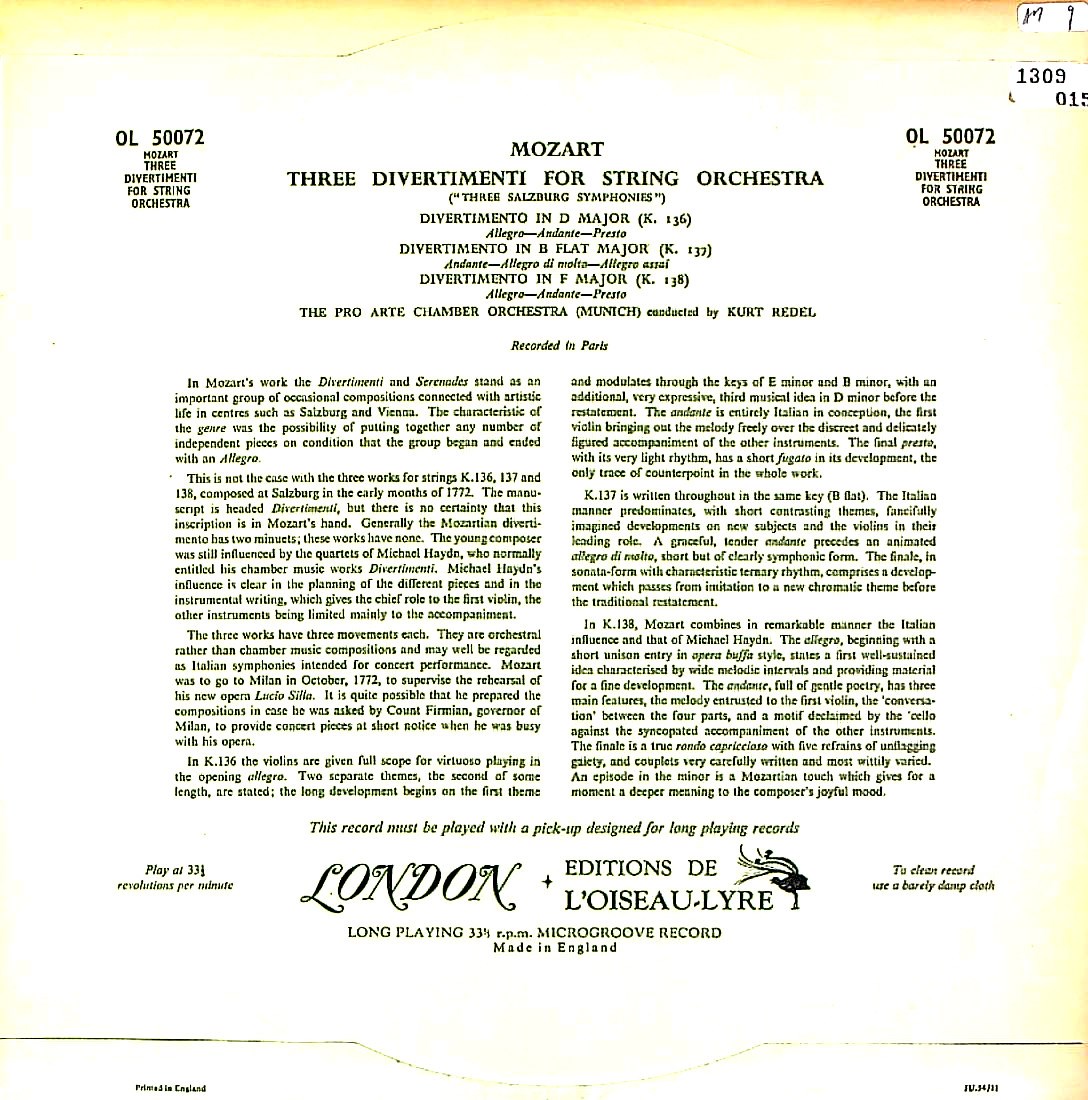 M 9
1309
015
OL 50072
MOZART
THREE
DIVERTIMENTI
FOR STRING
ORCHESTRA
OL 50072
MOZART
THREE
DIVERTIMENTI
FOR STRING
ORCHESTRA
MOZART
THREE DIVERTIMENTI FOR STRING ORCHESTRA
("THREE SALZBURG SYMPHONIES")
DIVERTIMENTO IN D MAJOR (K. 136)
Allegro—Andante—Presto
DIVERTIMENTO IN B FLAT MAJOR (K. 137)
Andante—Allegro di molto—Allegro assai
DIVERTIMENTO IN F MAJOR (K. 138)
Allegro—Andante—Presto
THE PRO ARTE CHAMBER ORCHESTRA (MUNICH) conducted by KURT REDEL
Recorded in Paris
In Mozart's work the Divertimenti and Serenades stand as an
important group of occasional compositions connected with artistic
life in centres such as Salzburg and Vienna. The characteristic of
the genre was the possibility of putting together any number of
independent pieces on condition that the group began and ended
with an Allegro.
This is not the case with the three works for strings K.136, 137 and
138, composed at Salzburg in the early months of 1772. The manu-
script is headed Divertimenti, but there is no certainty that this
inscription is in Mozart's hand. Generally the Mozartian diverti-
mento has two minuets; these works have none. The young composer
was still influenced by the quartets of Michael Haydn, who normally
entitled his chamber music works Divertimenti. Michael Haydn's
influence is clear in the planning of the different pieces and in the
instrumental writing, which gives the chief role to the first violin, the
other instruments being limited mainly to the accompaniment.
The three works have three movements each. They are orchestral
rather than chamber music compositions and may well be regarded
as Italian symphonies intended for concert performance. Mozart
was to go to Milan in October, 1772, to supervise the rehearsal of
his new opera Lucio Silla. It is quite possible that he prepared the
compositions in case he was asked by Count Firmian, governor of
Milan, to provide concert pieces at short notice when he was busy
with his opera.
In K.136 the violins are given full scope for virtuoso playing in
the opening allegro. Two separate themes, the second of some
length, are stated; the long development begins on the first theme
and modulates through the keys of E minor and B minor, with an
additional, very expressive, third musical idea in D minor before the
restatement. The andante is entirely Italian in conception, the first
violin bringing out the melody freely over the discreet and delicately
figured accompaniment of the other instruments. The final presto,
with its very light rhythm, has a short fugato in its development, the
only trace of counterpoint in the whole work.
K.137 is written throughout in the same key (B flat). The Italian
manner predominates, with short contrasting themes, fancifully
imagined developments on new subjects and the violins in their
leading role. A graceful, tender andante precedes an animated
allegro di molto, short but of clearly symphonic form. The finale, in
sonata-form with characteristic ternary rhythm, comprises a develop-
ment which passes from imitation to a new chromatic theme before
the traditional restatement.
In K.138, Mozart combines in remarkable manner the Italian
influence and that of Michael Haydn. The allegro, beginning with a
short unison entry in opera buffa style, states a first well-sustained
idea characterised by wide melodic intervals and providing material
for a fine development. The andante, full of gentle poetry, has three
main features, the melody entrusted to the first violin, the 'conversa-
tion' between the four parts, and a motif declaimed by the 'cello
against the syncopated accompaniment of the other instruments.
The finale is a true rondo capriccioso with five refrains of unflagging
gaiety, and couplets very carefully written and most wittily varied.
An episode in the minor is a Mozartian touch which gives for a
moment a deeper meaning to the composer's joyful mood.
This record must be played with a pick-up designed for long playing records
Play at 33⅓
revolutions per minute
LONDON + EDITIONS DE
L'OISEAU-LYRE
To clean record
use a barely damp cloth
LONG PLAYING 33⅓ r.p.m. MICROGROOVE RECORD
Made in England
Printed in England